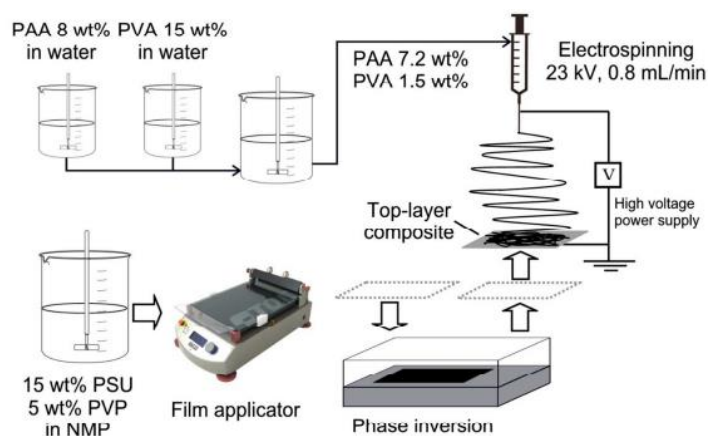 PAA 8 wt%
in water
PVA 15 wt%
in water
PAA 7.2 wt%
PVA 1.5 wt%
Electrospinning
23 kV, 0.8 mL/min
V
High voltage
power supply
Top-layer
composite
15 wt% PSU
5 wt% PVP
in NMP
Film applicator
Phase inversion